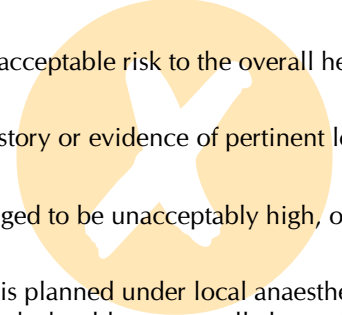 acceptable risk to the overall he
story or evidence of pertinent l
ged to be unacceptably high, o
is planned under local anaesthe